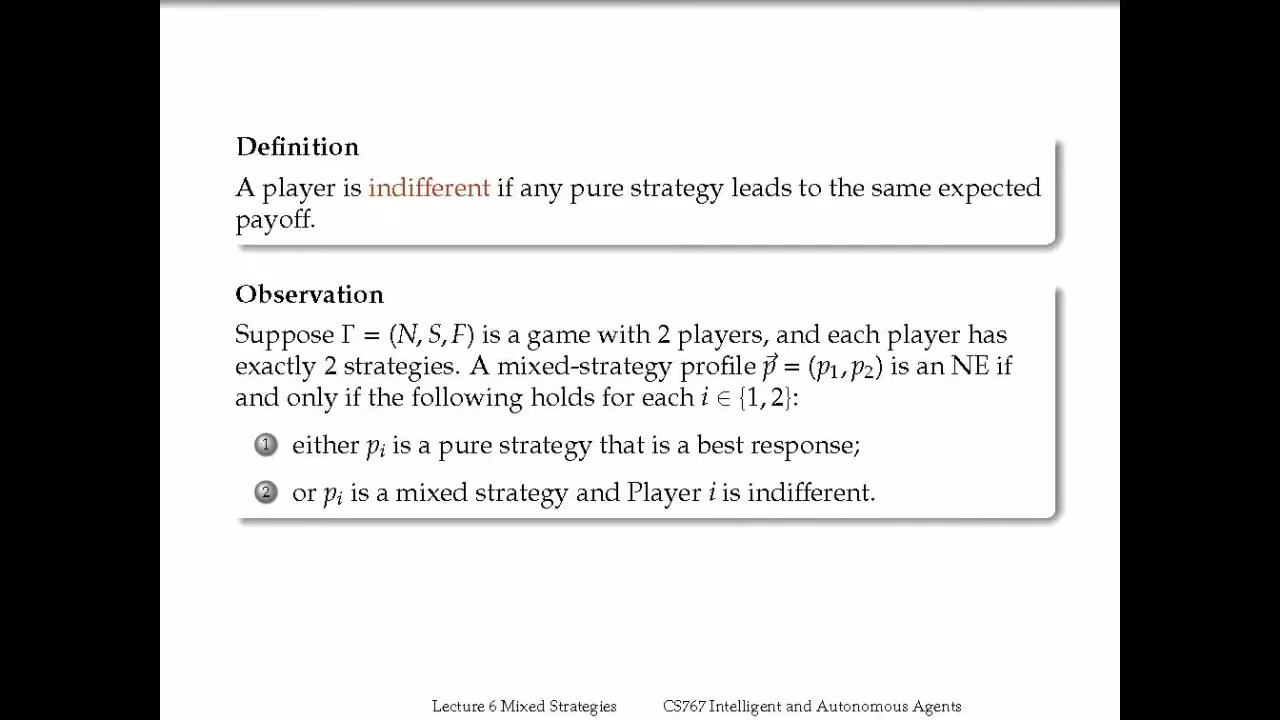 Definition
A player is indifferent if any pure strategy leads to the same expected
payoff.
Observation
Suppose Γ = (N, S, F) is a game with 2 players, and each player has
exactly 2 strategies. A mixed-strategy profile p⃗ = (p₁, p₂) is an NE if
and only if the following holds for each i ∈ {1, 2}:
1 either pᵢ is a pure strategy that is a best response;
2 or pᵢ is a mixed strategy and Player i is indifferent.
Lecture 6 Mixed Strategies CS767 Intelligent and Autonomous Agents